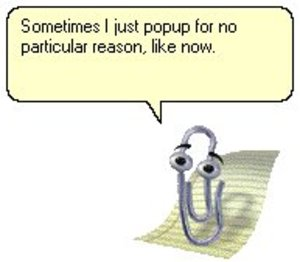 Sometimes I just popup for no
particular reason, like now.